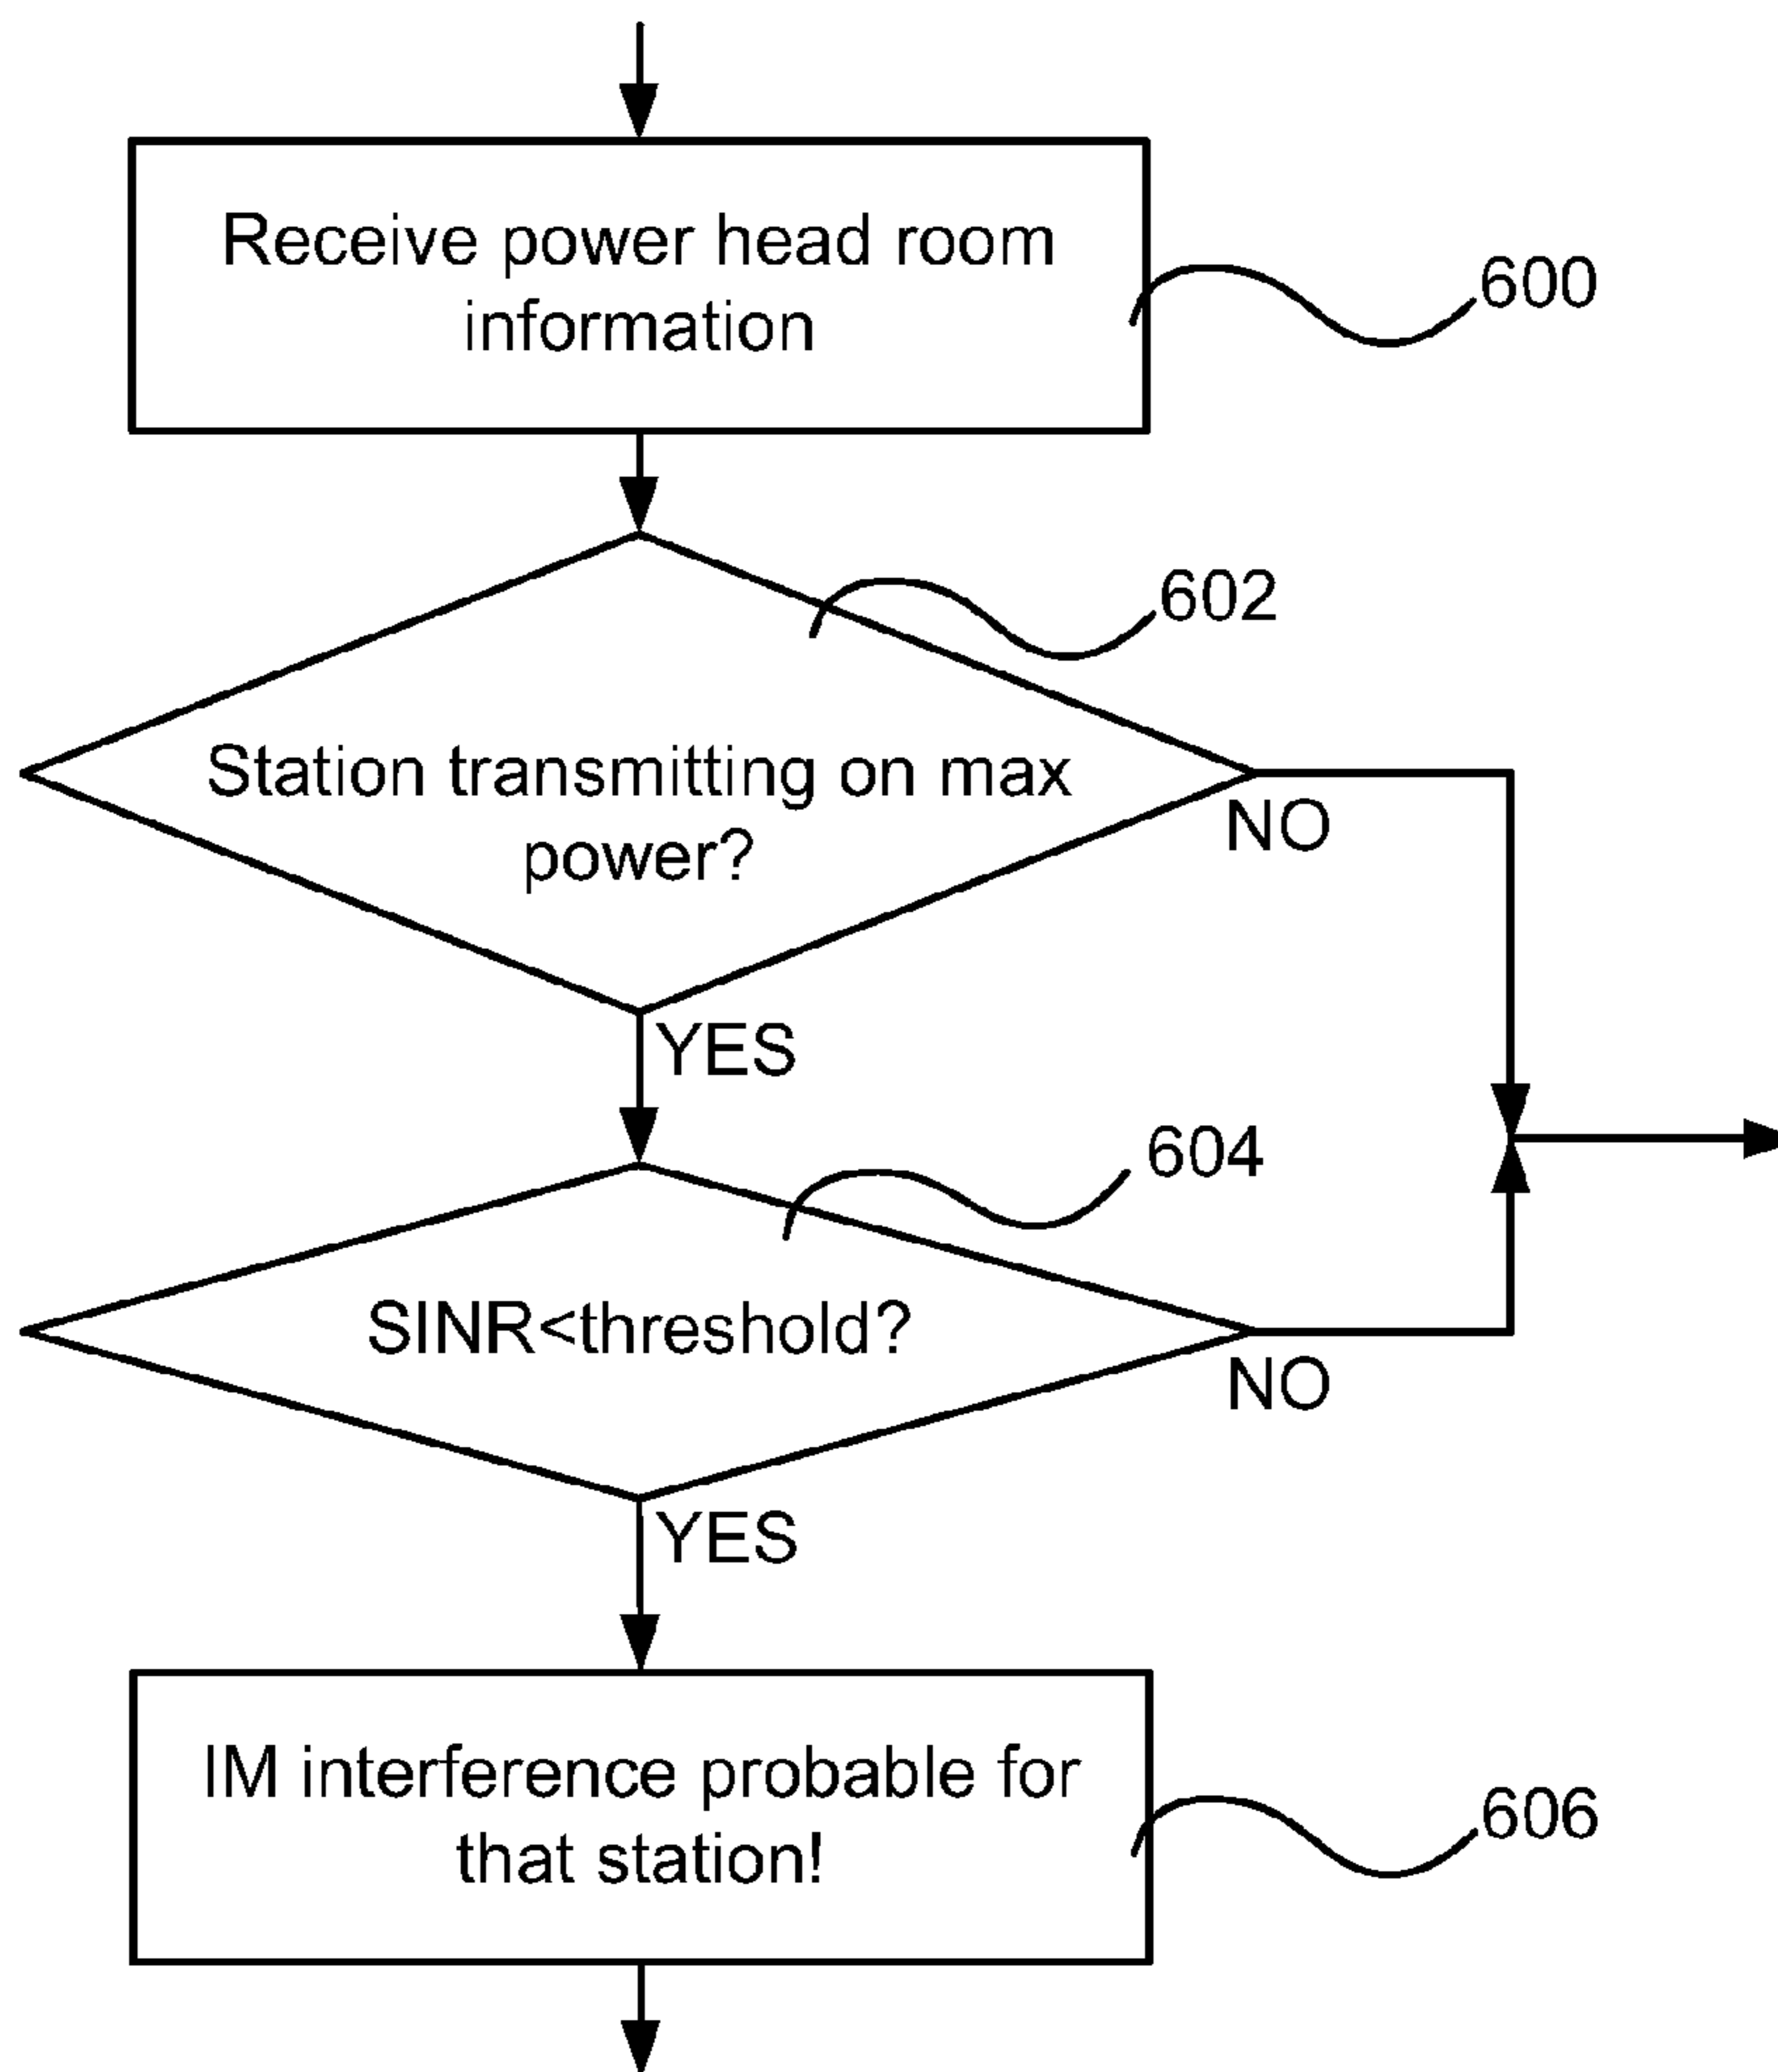 Receive power head room
information
600
602
Station transmitting on max
power?
NO
YES
604
SINR<threshold?
NO
YES
IM interference probable for
that station!
606